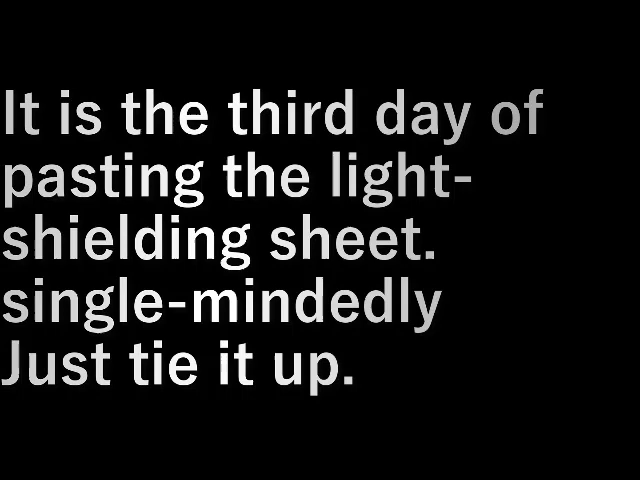 It is the third day of
pasting the light-
shielding sheet.
single-mindedly
Just tie it up.